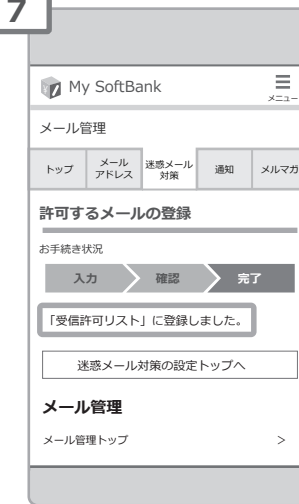 7
My SoftBank
メニュー
メール管理
トップ
メール
アドレス
迷惑メール
対策
通知
メルマガ
許可するメールの登録
お手続き状況
入力
確認
完了
「受信許可リスト」に登録しました。
迷惑メール対策の設定トップへ
メール管理
メール管理トップ >